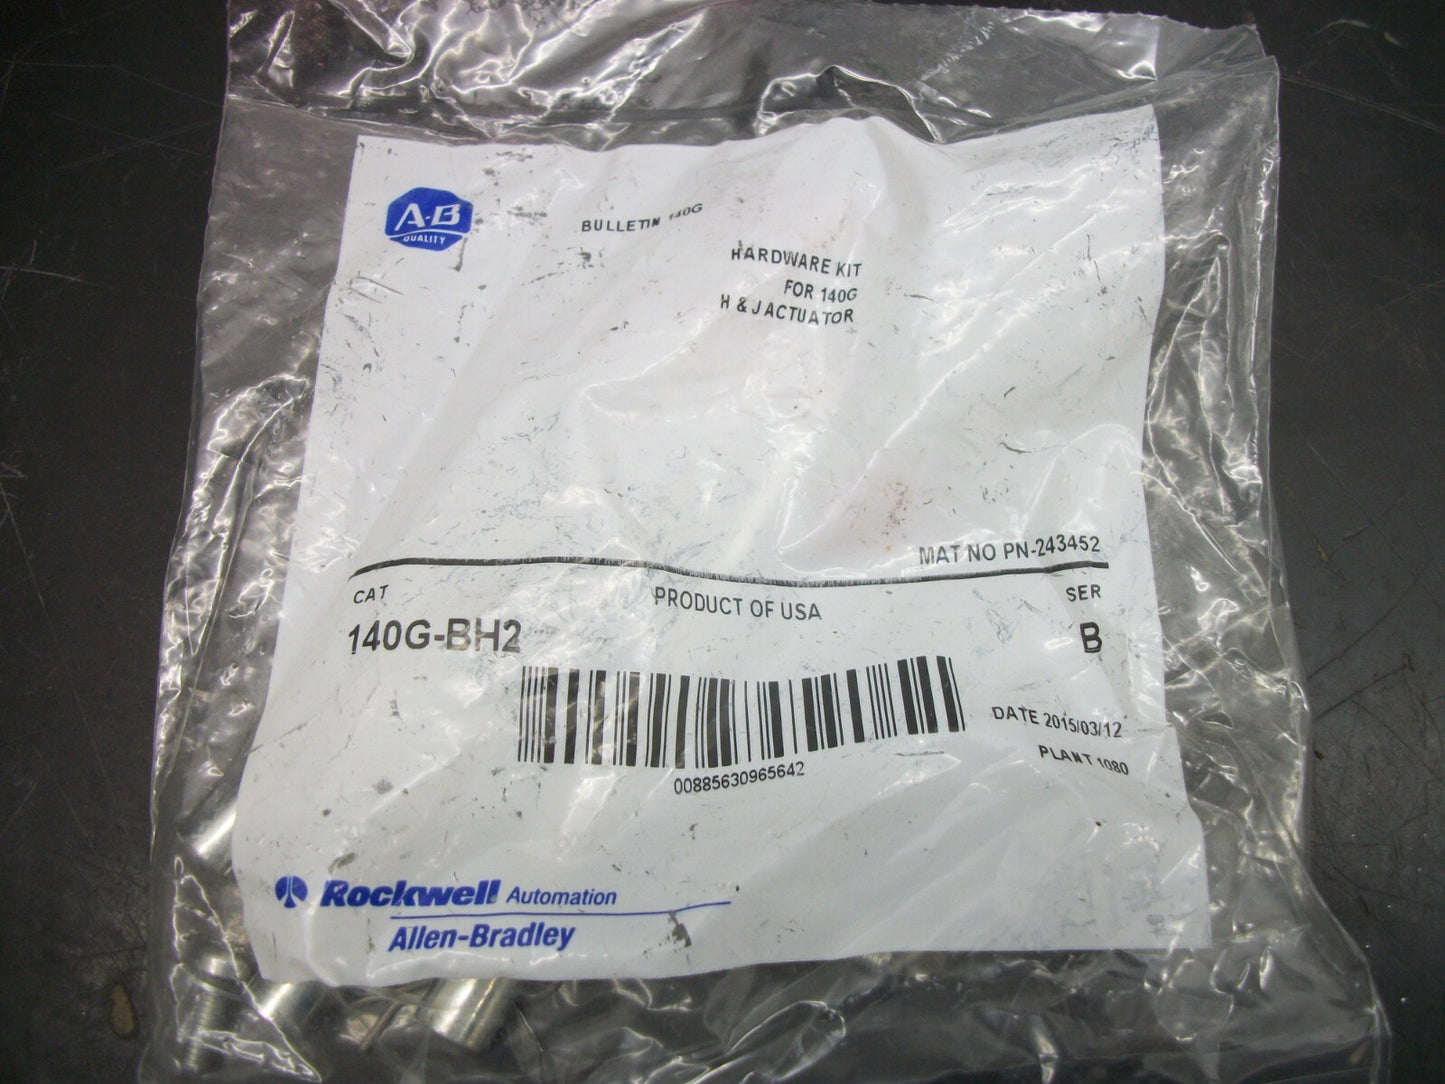 A-B
QUALITY
BULLETIN 140G
HARDWARE KIT
FOR 140G
H & J ACTUATOR
MAT NO PN-243452
CAT
PRODUCT OF USA
SER
140G-BH2
B
DATE 2015/03/12
PLANT 1080
00885630965642
Rockwell Automation
Allen-Bradley